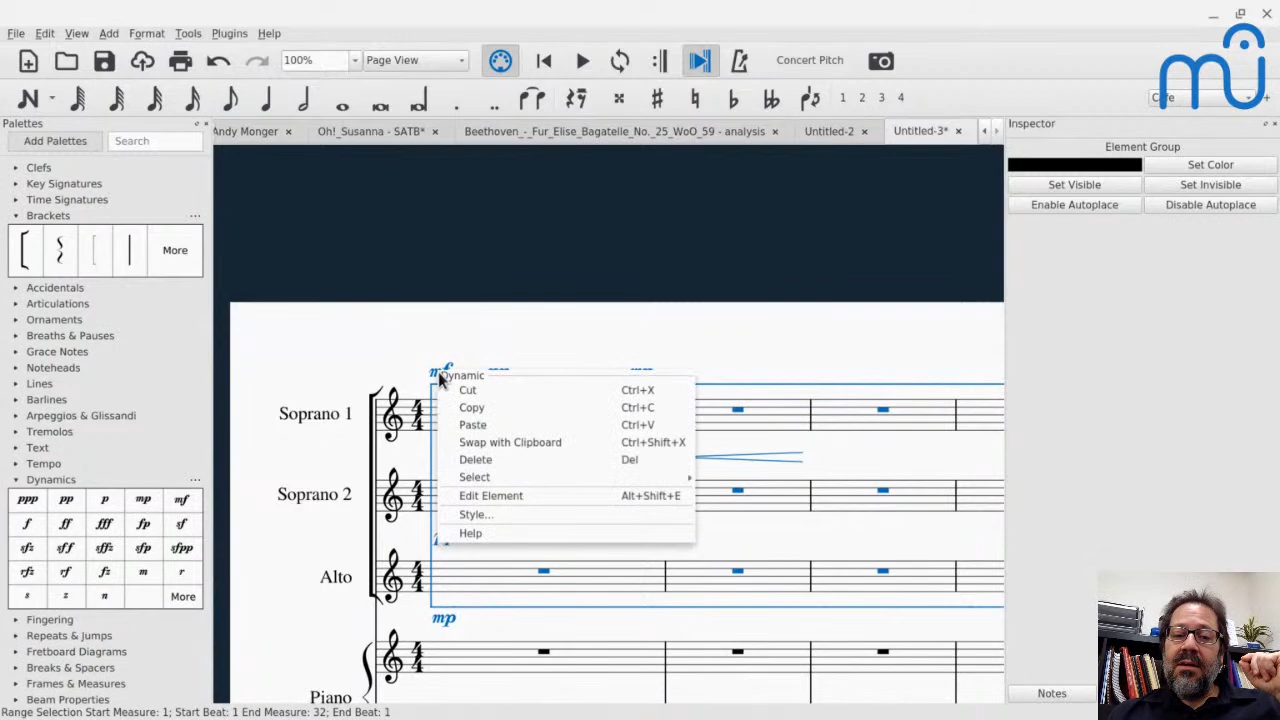 File Edit View Add Format Tools Plugins Help
100% Page View Concert Pitch
1 2 3 4
Palettes
Add Palettes Search
Clefs
Key Signatures
Time Signatures
Brackets ...
More
Accidentals
Articulations
Ornaments
Breaths & Pauses
Grace Notes
Noteheads
Lines
Barlines
Arpeggios & Glissandi
Tremolos
Text
Tempo
Dynamics ...
ppp pp p mp mf
f ff fff fp sf
sfz sff sffz sfp sfpp
rfz rf fz m r
s z n More
Fingering
Repeats & Jumps
Fretboard Diagrams
Breaks & Spacers
Frames & Measures
Beam Properties
Andy Monger Oh!_Susanna - SATB* Beethoven_-_Fur_Elise_Bagatelle_No._25_WoO_59 - analysis Untitled-2 Untitled-3*
mf
Soprano 1
Soprano 2
Alto
mp
Piano
Dynamic
Cut Ctrl+X
Copy Ctrl+C
Paste Ctrl+V
Swap with Clipboard Ctrl+Shift+X
Delete Del
Select
Edit Element Alt+Shift+E
Style...
Help
Inspector
Element Group
Set Color
Set Visible Set Invisible
Enable Autoplace Disable Autoplace
Notes
Range Selection Start Measure: 1; Start Beat: 1 End Measure: 32; End Beat: 1